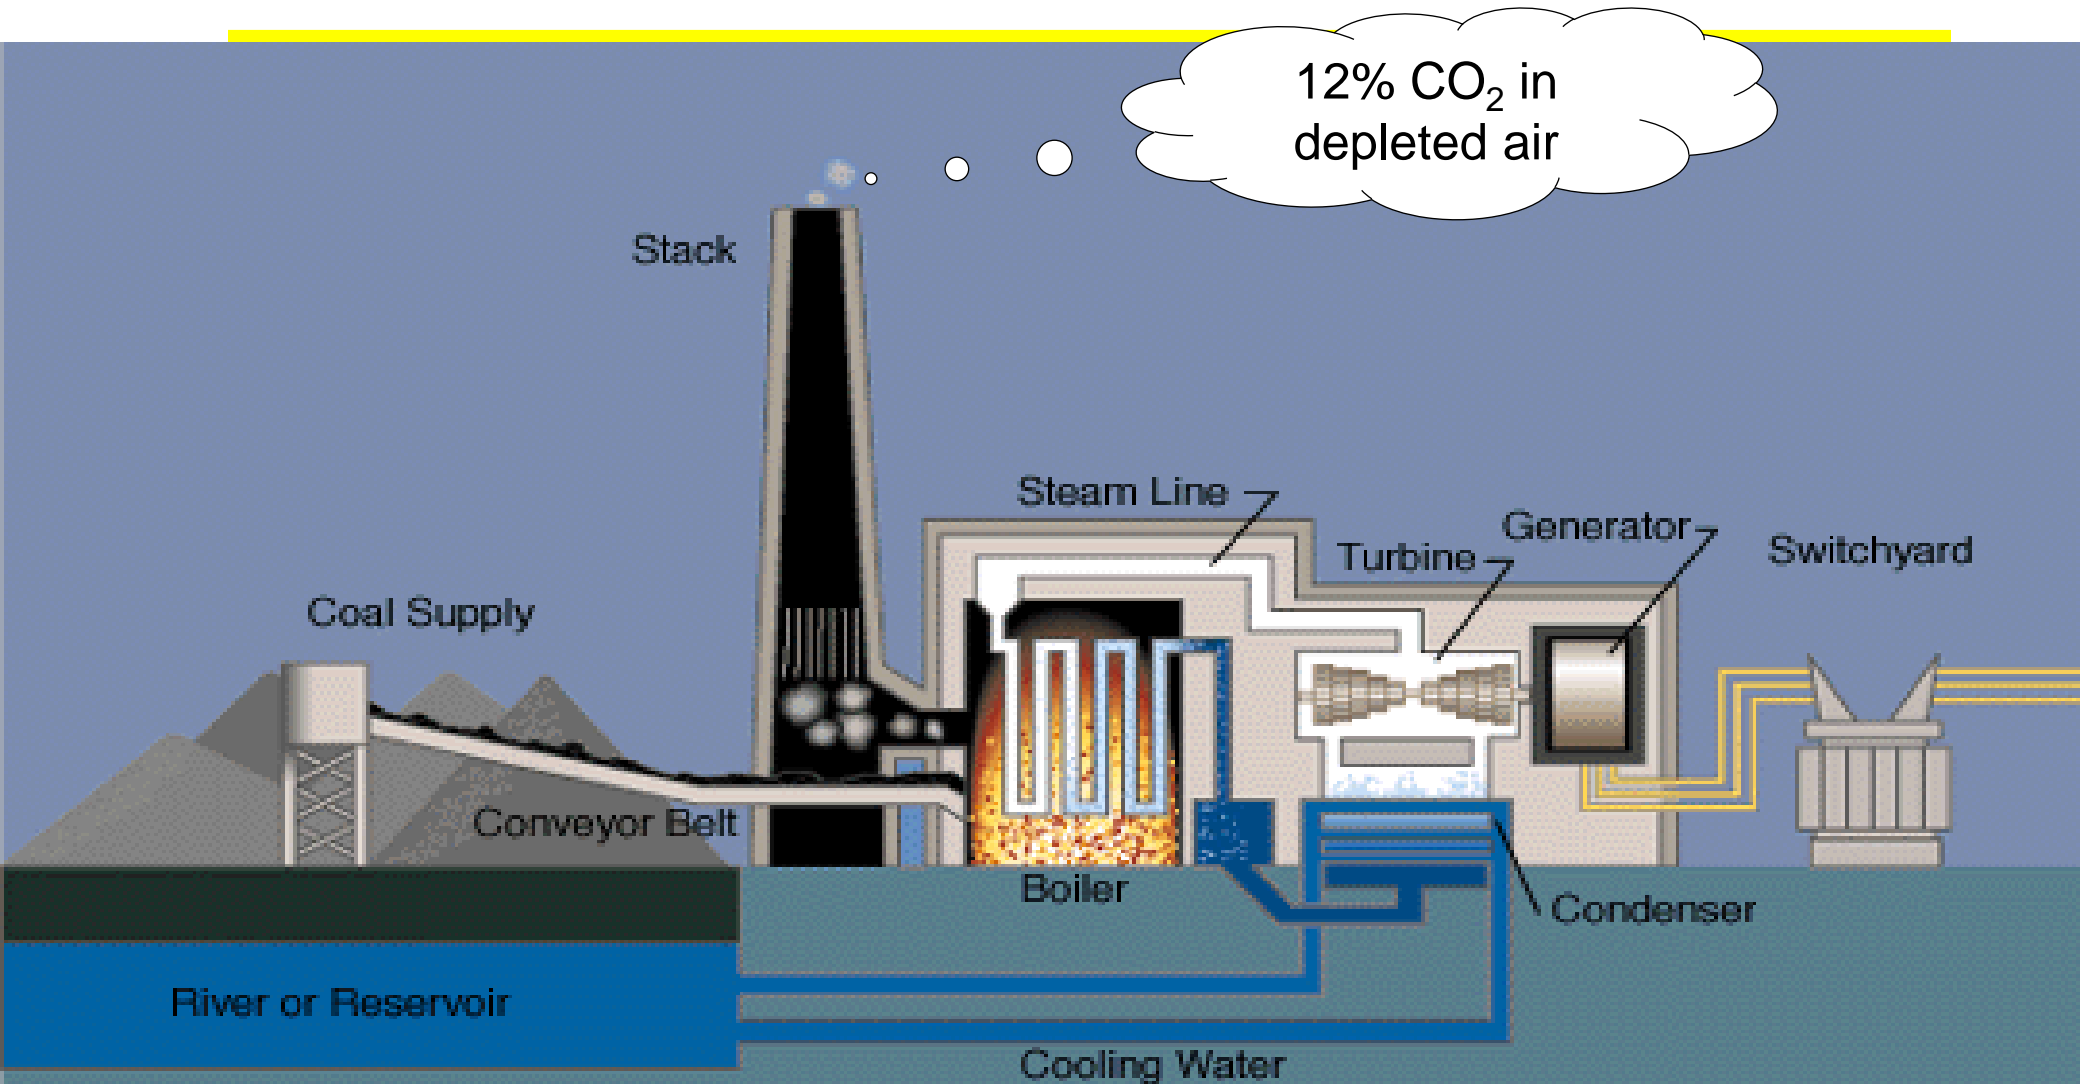 12% CO₂ in
depleted air
Stack
Steam Line
Generator
Turbine
Switchyard
Coal Supply
Conveyor Belt
Boiler
Condenser
River or Reservoir
Cooling Water